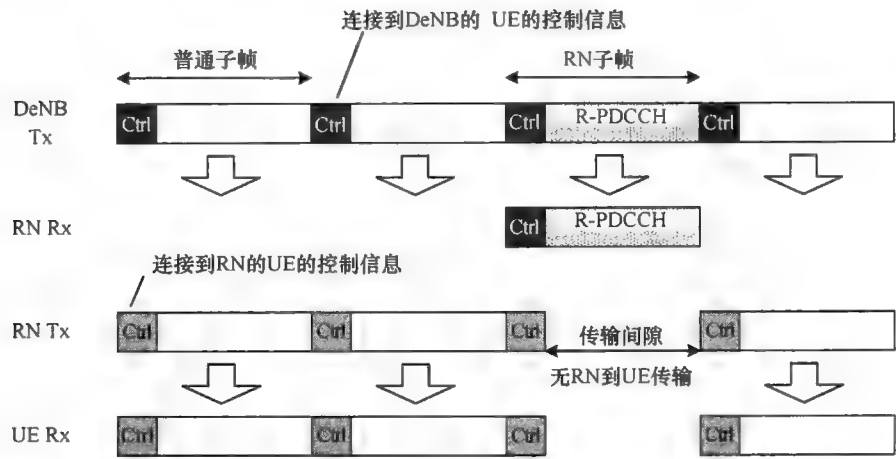 连接到DeNB的 UE的控制信息
普通子帧
RN子帧
DeNB
Tx
Ctrl
Ctrl
Ctrl
R-PDCCH
Ctrl
RN Rx
Ctrl
R-PDCCH
连接到RN的UE的控制信息
RN Tx
Ctrl
Ctrl
Ctrl
传输间隙
Ctrl
无RN到UE传输
UE Rx
Ctrl
Ctrl
Ctrl
Ctrl